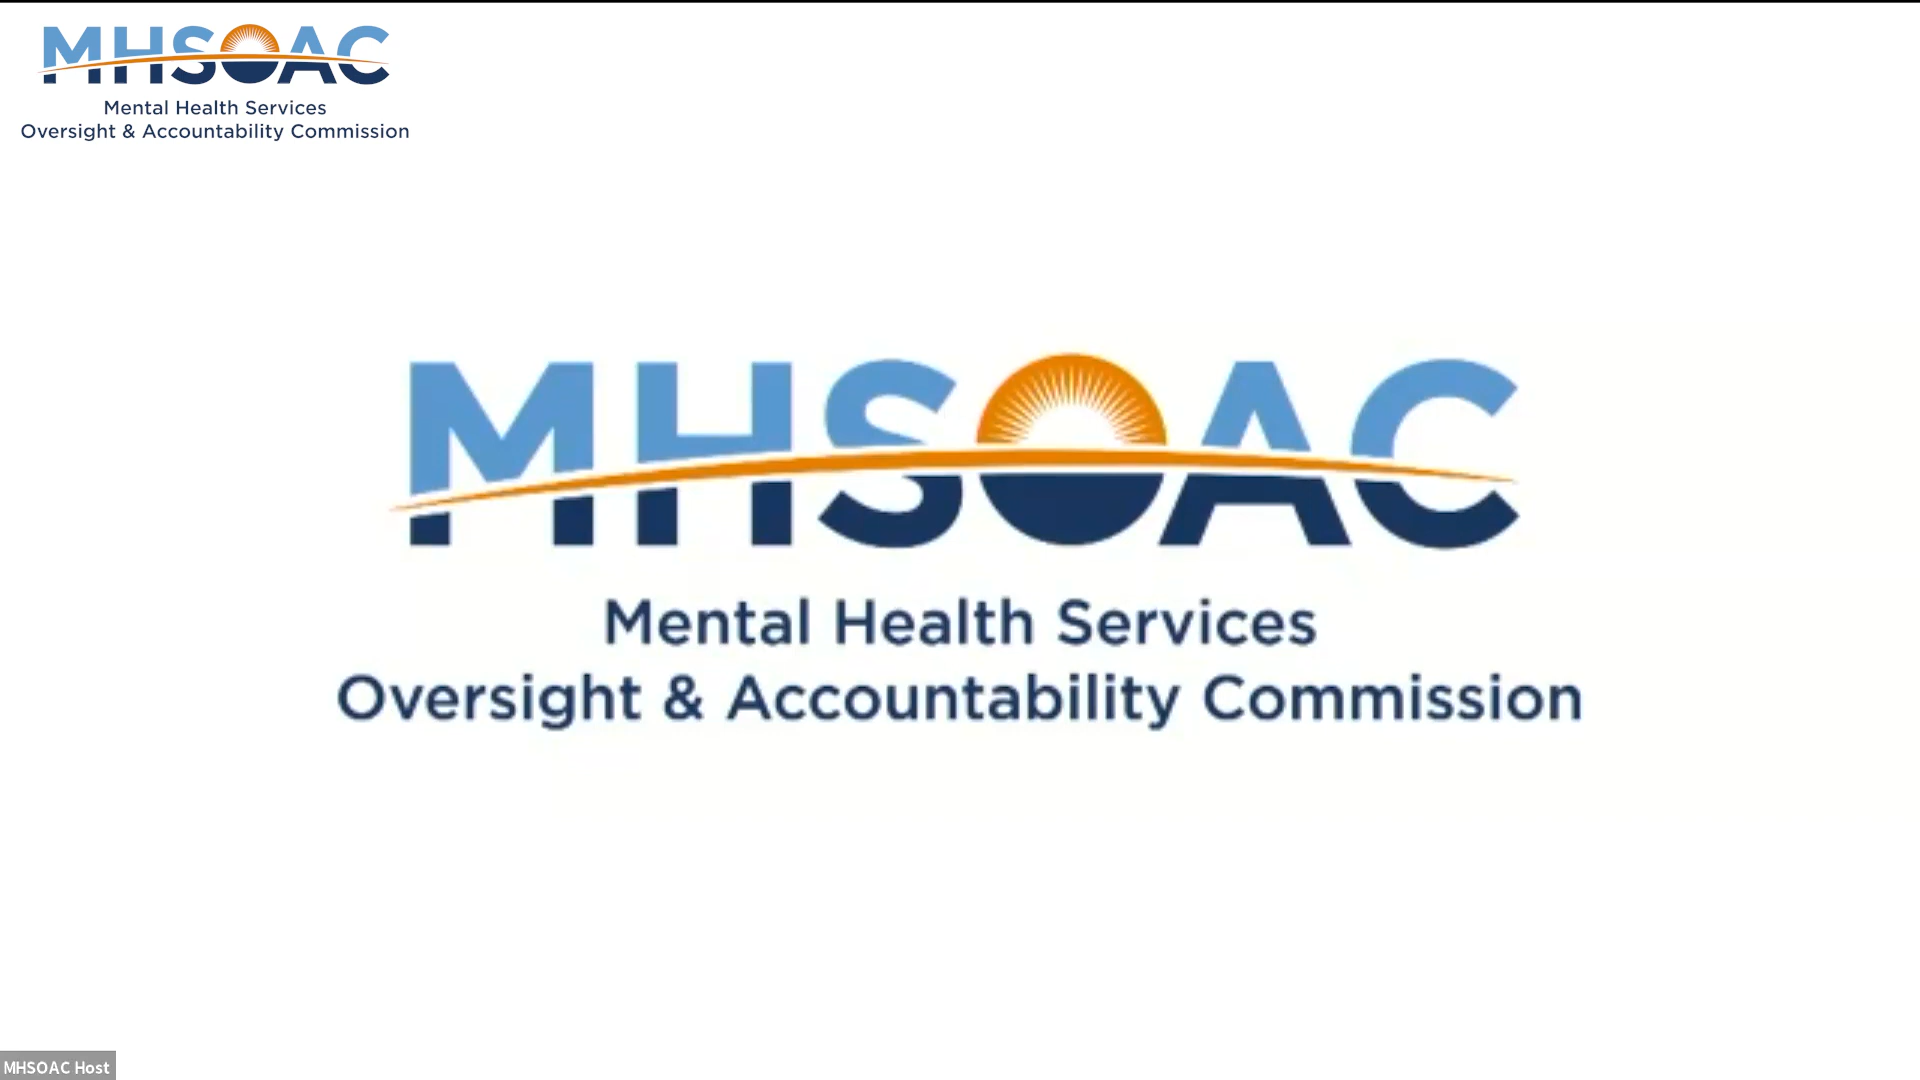 MHSOAC
Mental Health Services
Oversight & Accountability Commission
MHSOAC
Mental Health Services
Oversight & Accountability Commission
MHSOAC Host